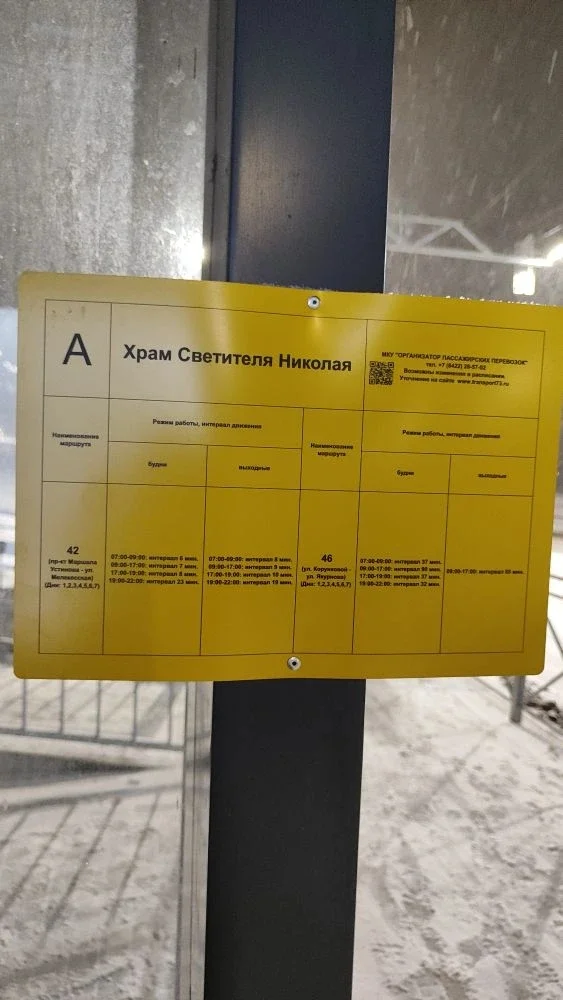 А
Храм Светителя Николая
МКУ "ОРГАНИЗАТОР ПАССАЖИРСКИХ ПЕРЕВОЗОК"
тел. +7 (8422) 28-57-02
Возможны изменения в расписании.
Уточнение на сайте www.transport73.ru
Наименование
маршрута
Режим работы, интервал движения
будни
выходные
Наименование
маршрута
Режим работы, интервал движения
будни
выходные
42
(пр-кт Маршала
Устинова - ул.
Мелекесская)
(Дни: 1,2,3,4,5,6,7)
07:00-09:00: интервал 6 мин.
09:00-17:00: интервал 7 мин.
17:00-19:00: интервал 8 мин.
19:00-22:00: интервал 23 мин.
07:00-09:00: интервал 8 мин.
09:00-17:00: интервал 9 мин.
17:00-19:00: интервал 10 мин.
19:00-22:00: интервал 19 мин.
46
(ул. Корунковой -
ул. Якурнова)
(Дни: 1,2,3,4,5,6,7)
07:00-09:00: интервал 37 мин.
09:00-17:00: интервал мин.
17:00-19:00: интервал 37 мин.
19:00-22:00: интервал 32 мин.
09:00-17:00: интервал мин.